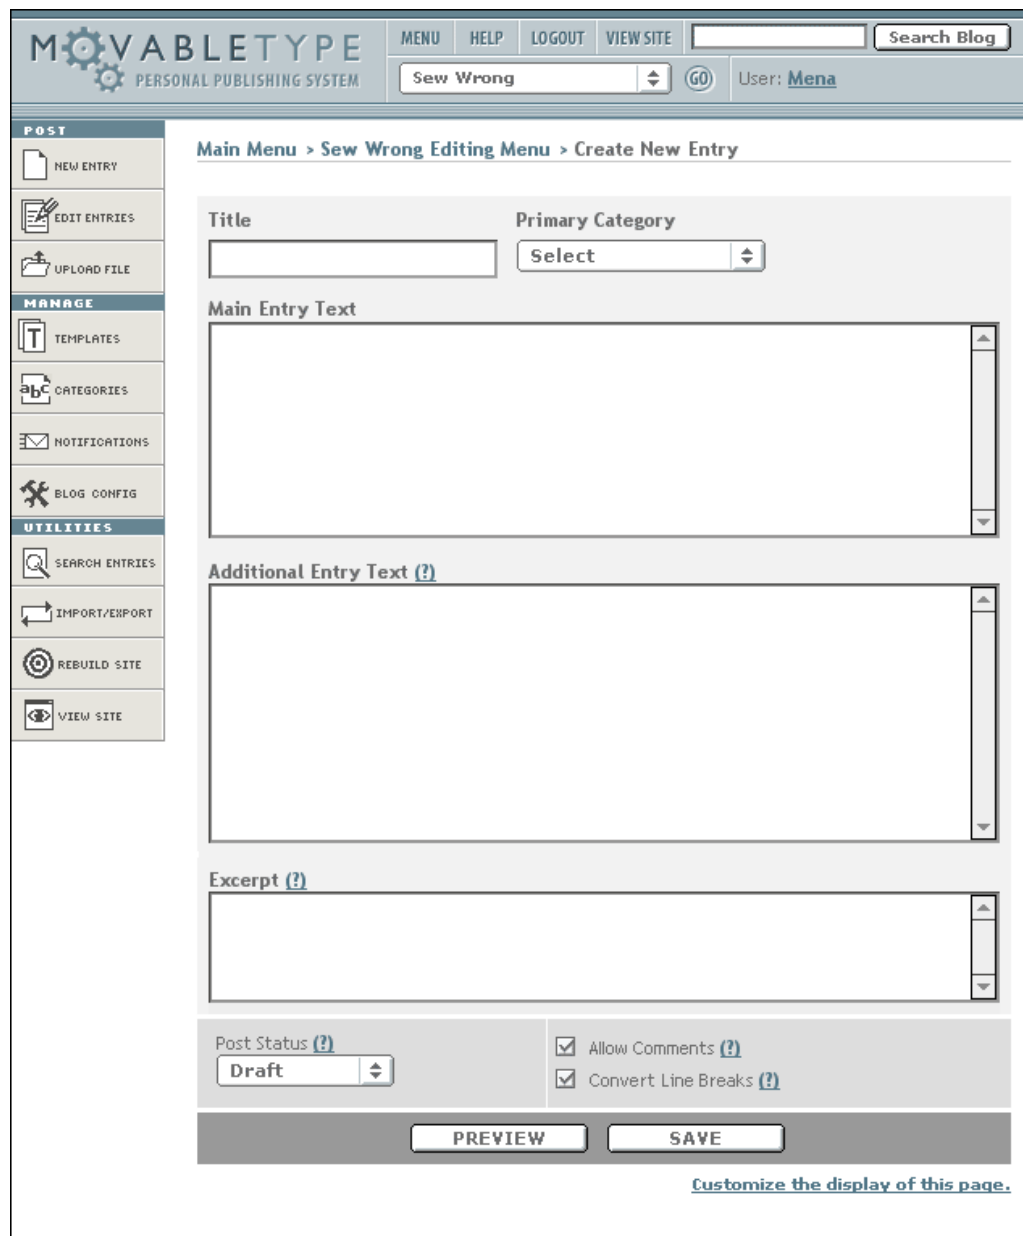 MOVABLETYPE
PERSONAL PUBLISHING SYSTEM
MENU HELP LOGOUT VIEW SITE Search Blog
Sew Wrong GO User: Mena
POST
NEW ENTRY
EDIT ENTRIES
UPLOAD FILE
MANAGE
TEMPLATES
abc CATEGORIES
NOTIFICATIONS
BLOG CONFIG
UTILITIES
SEARCH ENTRIES
IMPORT/EXPORT
REBUILD SITE
VIEW SITE
Main Menu > Sew Wrong Editing Menu > Create New Entry
Title Primary Category
Select
Main Entry Text
Additional Entry Text (?)
Excerpt (?)
Post Status (?)
Draft
Allow Comments (?)
Convert Line Breaks (?)
PREVIEW SAVE
Customize the display of this page.